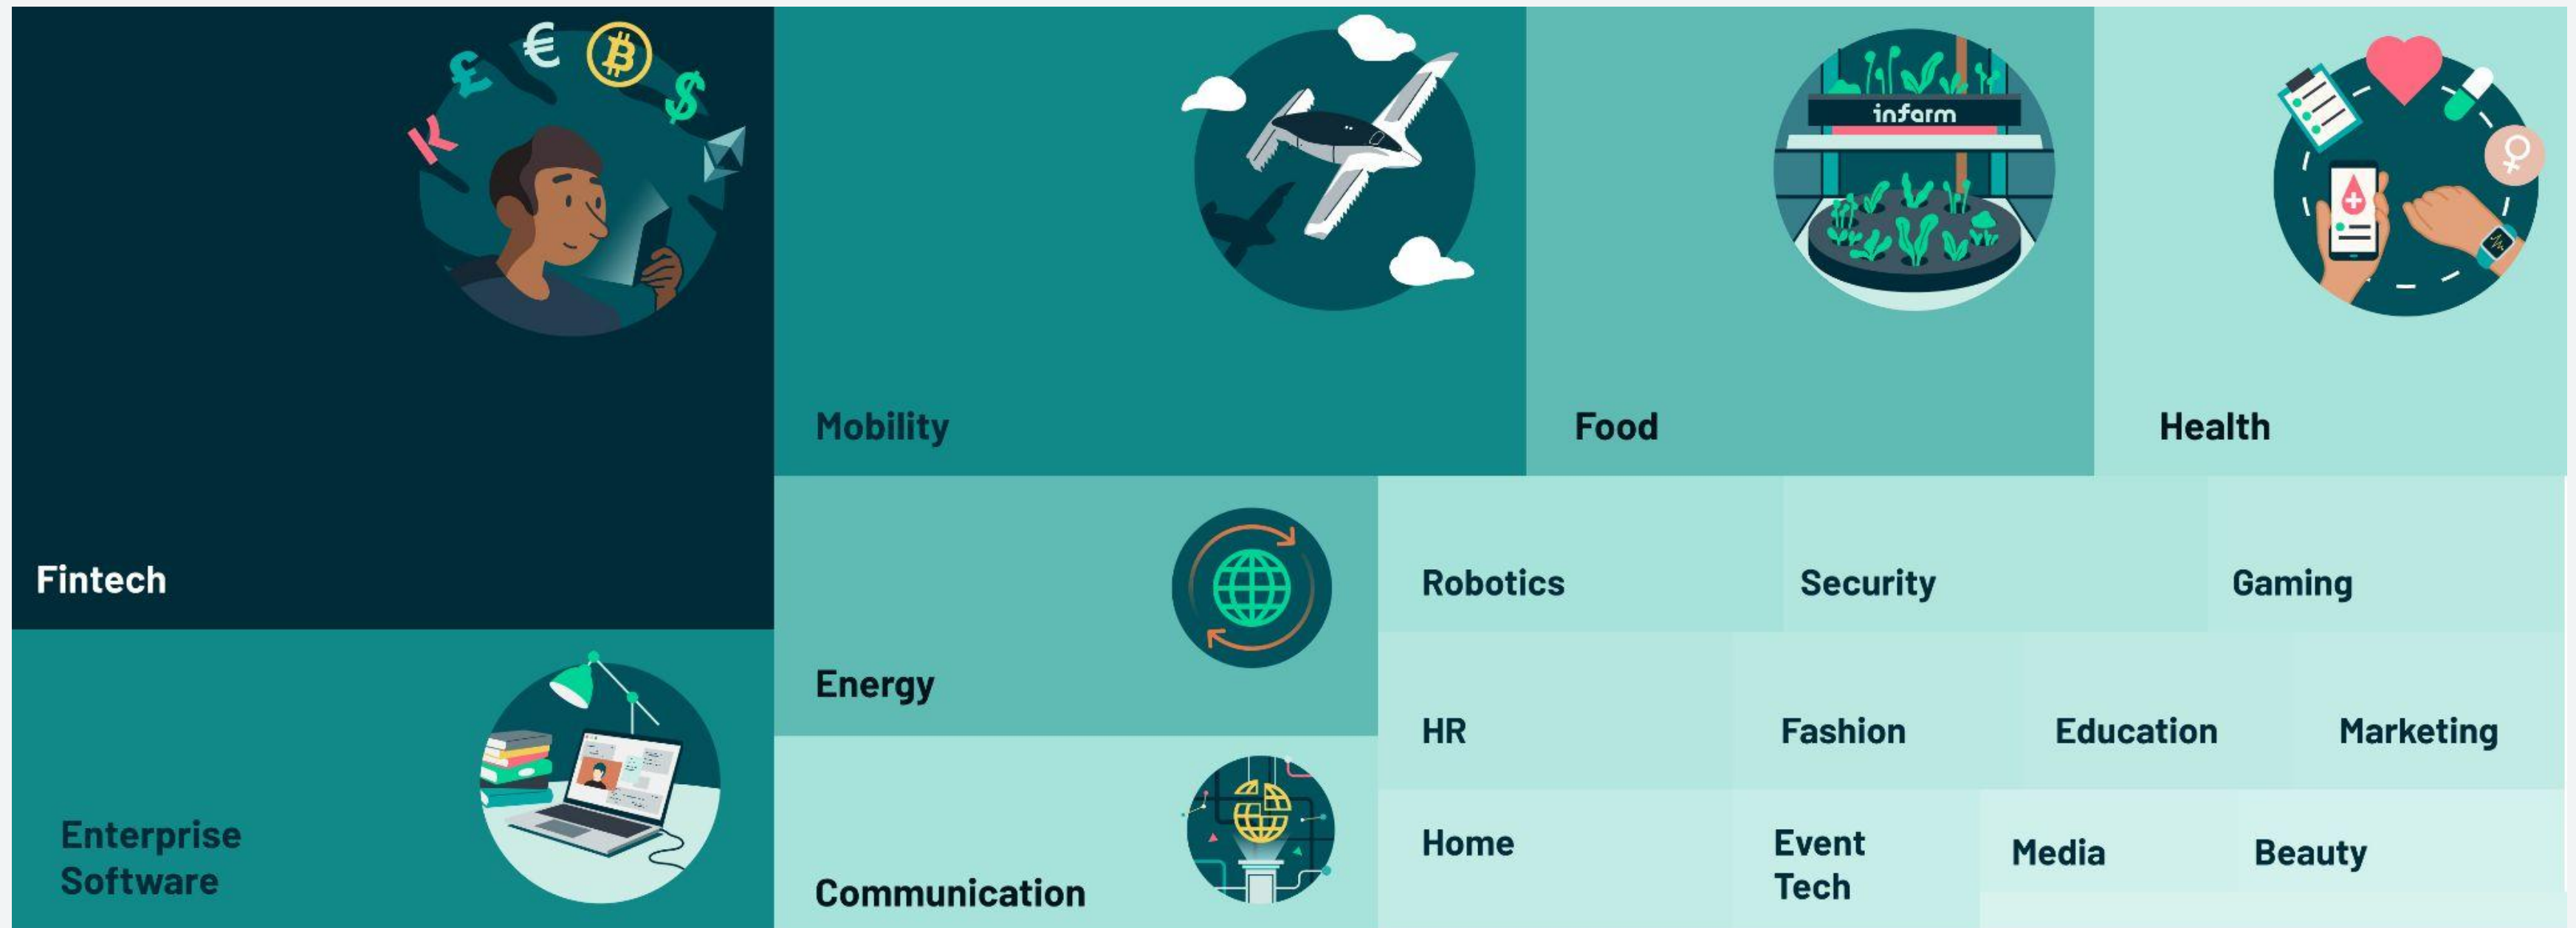 infarm
Mobility
Food
Health
Fintech
Energy
Robotics
Security
Gaming
HR
Fashion
Education
Marketing
Enterprise
Software
Communication
Home
Event
Tech
Media
Beauty